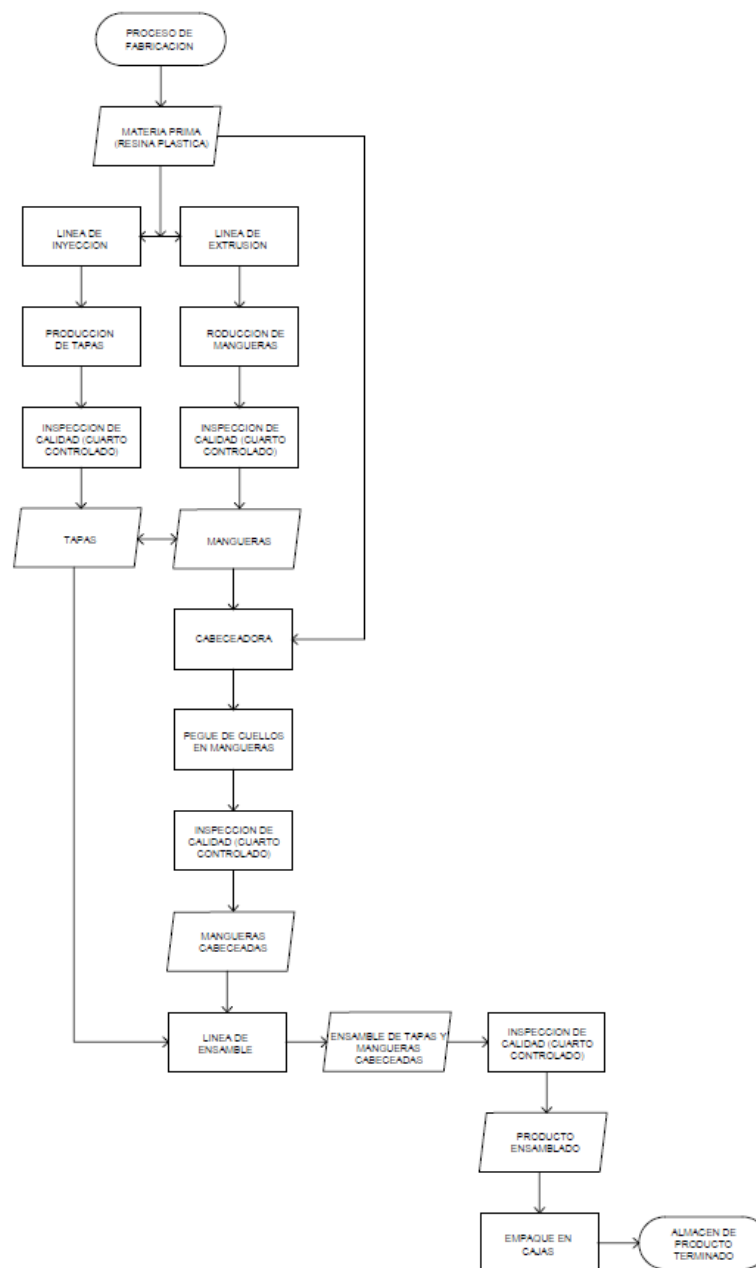 PROCESO DE
FABRICACION
MATERIA PRIMA
(RESINA PLASTICA)
LINEA DE
INYECCION
LINEA DE
EXTRUSION
PRODUCCION
DE TAPAS
RODUCCION DE
MANGUERAS
INSPECCION DE
CALIDAD (CUARTO
CONTROLADO)
INSPECCION DE
CALIDAD (CUARTO
CONTROLADO)
TAPAS
MANGUERAS
CABECEADORA
PEGUE DE CUELLOS
EN MANGUERAS
INSPECCION DE
CALIDAD (CUARTO
CONTROLADO)
MANGUERAS
CABECEADAS
LINEA DE
ENSAMBLE
ENSAMBLE DE TAPAS Y
MANGUERAS
CABECEADAS
INSPECCION DE
CALIDAD (CUARTO
CONTROLADO)
PRODUCTO
ENSAMBLADO
EMPAQUE EN
CAJAS
ALMACEN DE
PRODUCTO
TERMINADO